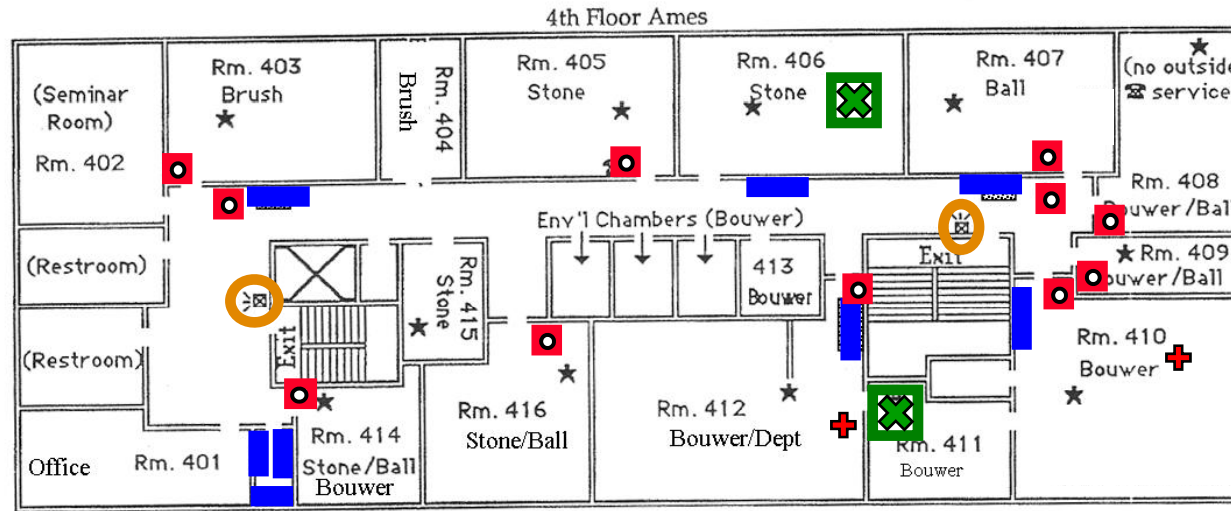 4th Floor Ames
(Seminar
Room)
Rm. 402
Rm. 403
Brush
Rm. 404
Brush
Rm. 405
Stone
Rm. 406
Stone
Rm. 407
Ball
(no outside
☎ service
Rm. 408
Bouwer/Ball
Env'l Chambers (Bouwer)
(Restroom)
Rm. 415
Stone
413
Bouwer
Exit
Rm. 409
Bouwer/Ball
(Restroom)
Exit
Rm. 410
Bouwer
Office
Rm. 401
Rm. 414
Stone/Ball
Bouwer
Rm. 416
Stone/Ball
Rm. 412
Bouwer/Dept
Rm. 411
Bouwer